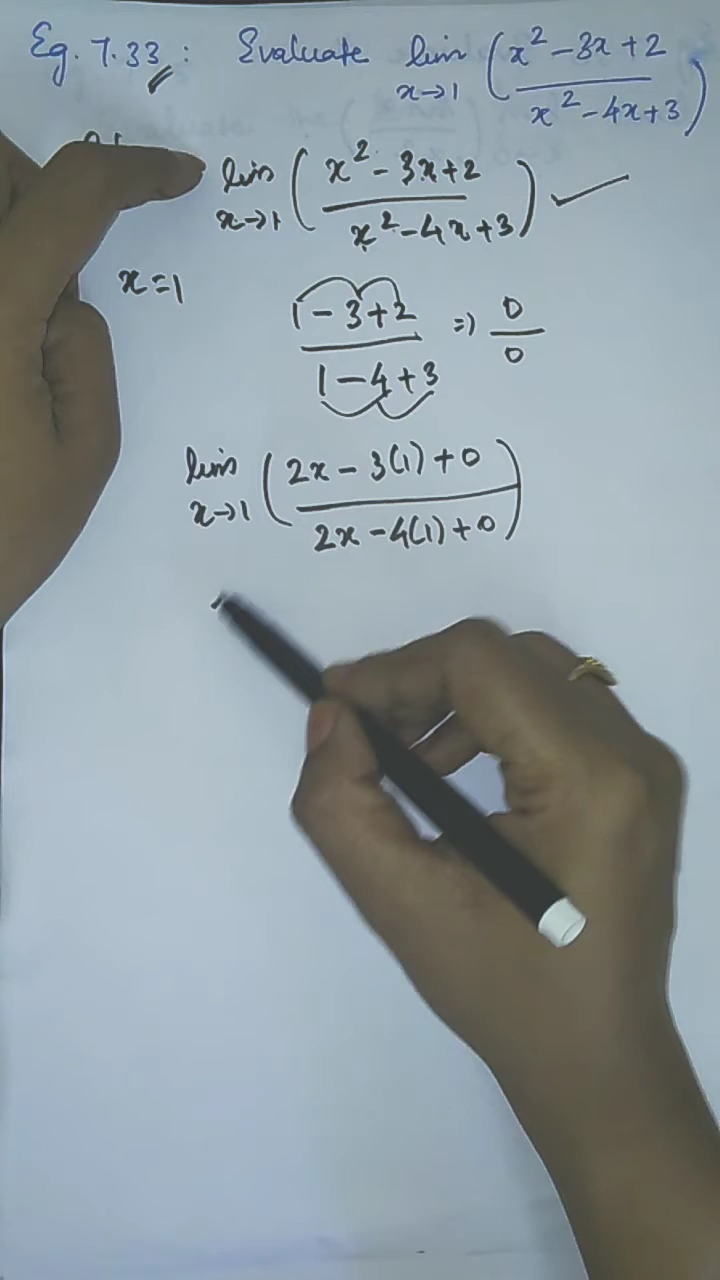 Eg. 7.33: Evaluate lim x→1 (x² - 3x + 2 / x² - 4x + 3)
lim x→1 (x² - 3x + 2 / x² - 4x + 3) ✓
x = 1
1 - 3 + 2 / 1 - 4 + 3 ⇒ 0 / 0
lim x→1 (2x - 3(1) + 0 / 2x - 4(1) + 0)